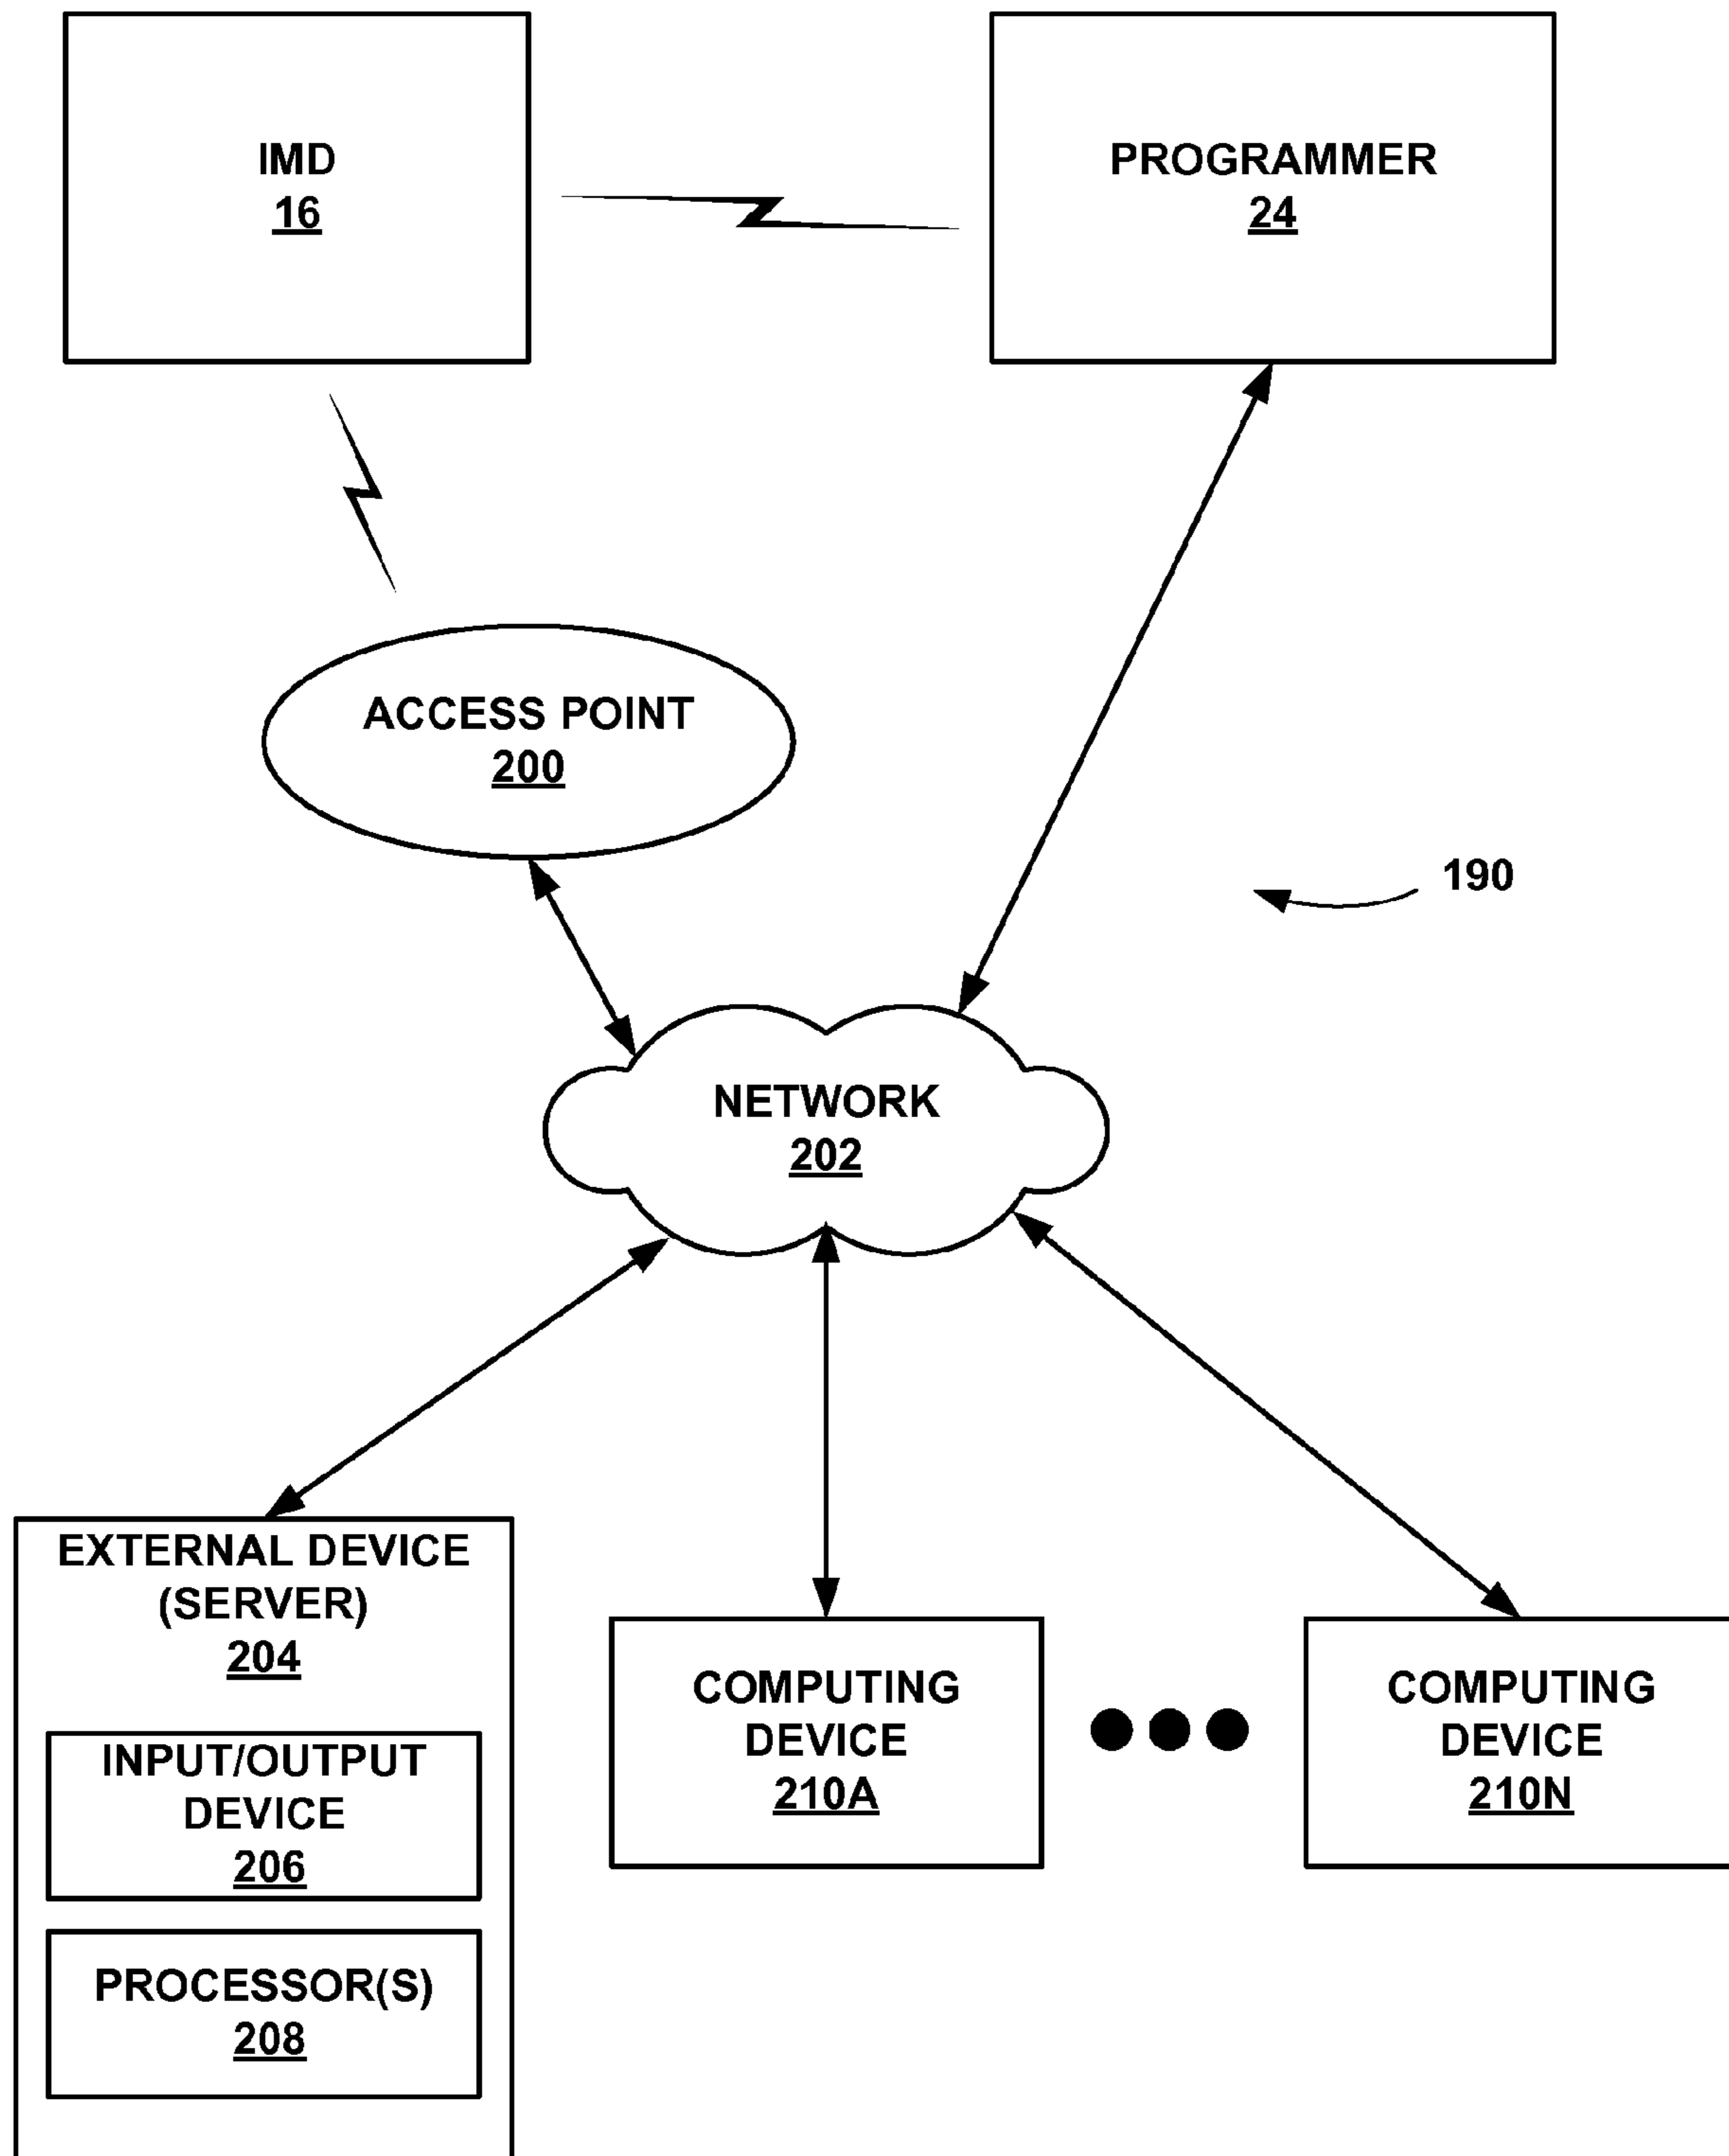 IMD
16
PROGRAMMER
24
ACCESS POINT
200
190
NETWORK
202
EXTERNAL DEVICE
(SERVER)
204
INPUT/OUTPUT
DEVICE
206
PROCESSOR(S)
208
COMPUTING
DEVICE
210A
COMPUTING
DEVICE
210N